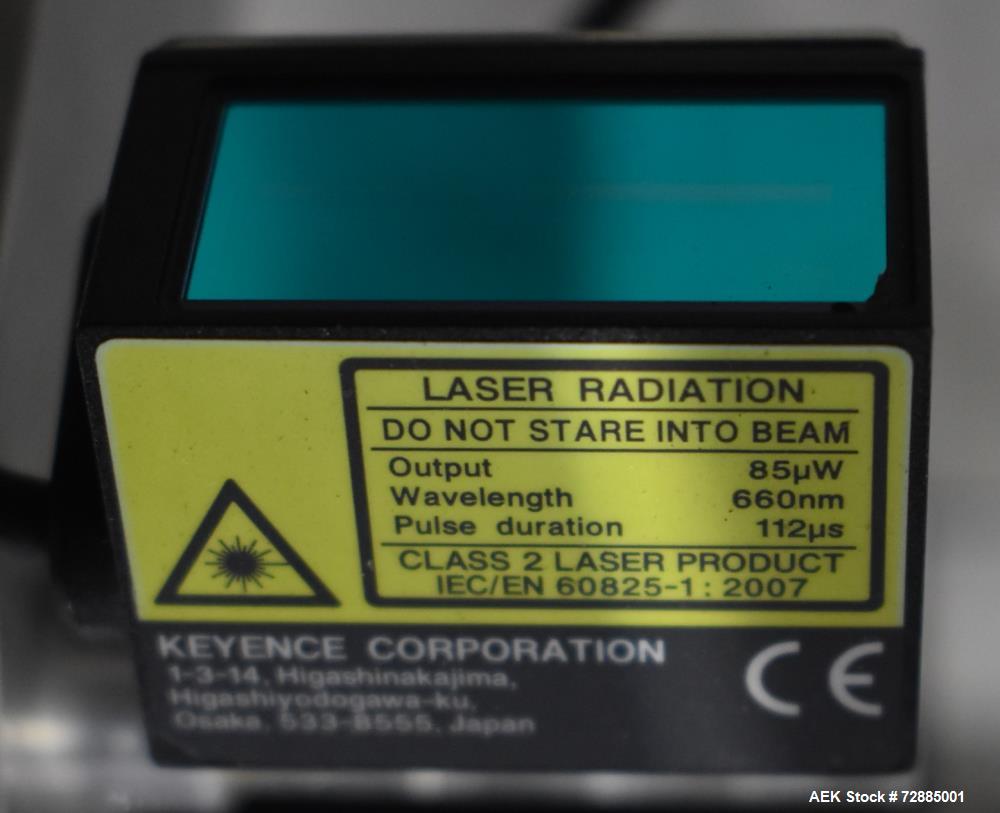 LASER RADIATION
DO NOT STARE INTO BEAM
Output 85µW
Wavelength 660nm
Pulse duration 112µs
CLASS 2 LASER PRODUCT
IEC/EN 60825-1 : 2007
KEYENCE CORPORATION
1-3-14, Higashinakajima,
Higashiyodogawa-ku,
Osaka, 533-8555, Japan
CE
AEK Stock # 72885001